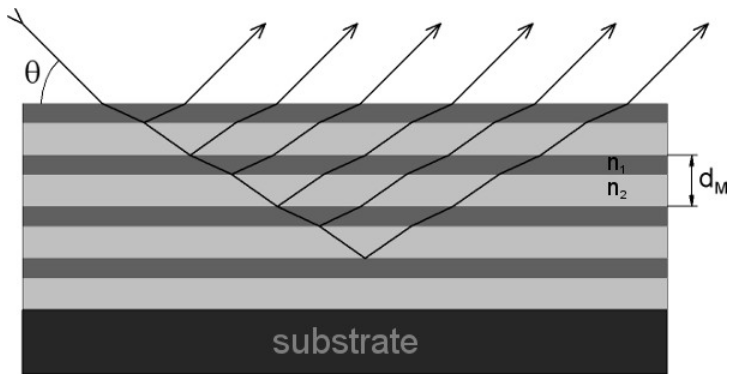 θ
n₁
n₂
d_M
substrate